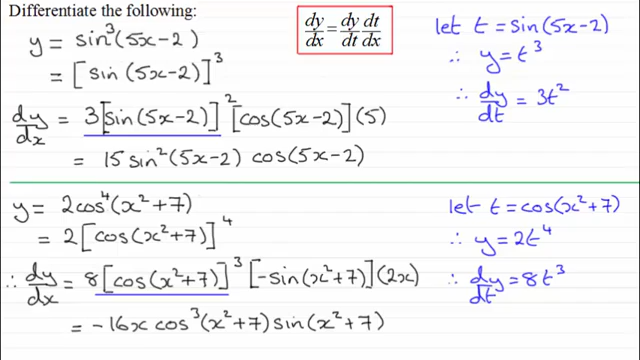 Differentiate the following:
dy/dx = dy/dt dt/dx
y = sin³(5x-2)
= [sin(5x-2)]³
dy/dx = 3[sin(5x-2)]² [cos(5x-2)](5)
= 15 sin²(5x-2) cos(5x-2)
let t = sin(5x-2)
∴ y = t³
∴ dy/dt = 3t²
y = 2cos⁴(x²+7)
= 2[cos(x²+7)]⁴
∴ dy/dx = 8[cos(x²+7)]³ [-sin(x²+7)](2x)
= -16x cos³(x²+7) sin(x²+7)
let t = cos(x²+7)
∴ y = 2t⁴
∴ dy/dt = 8t³